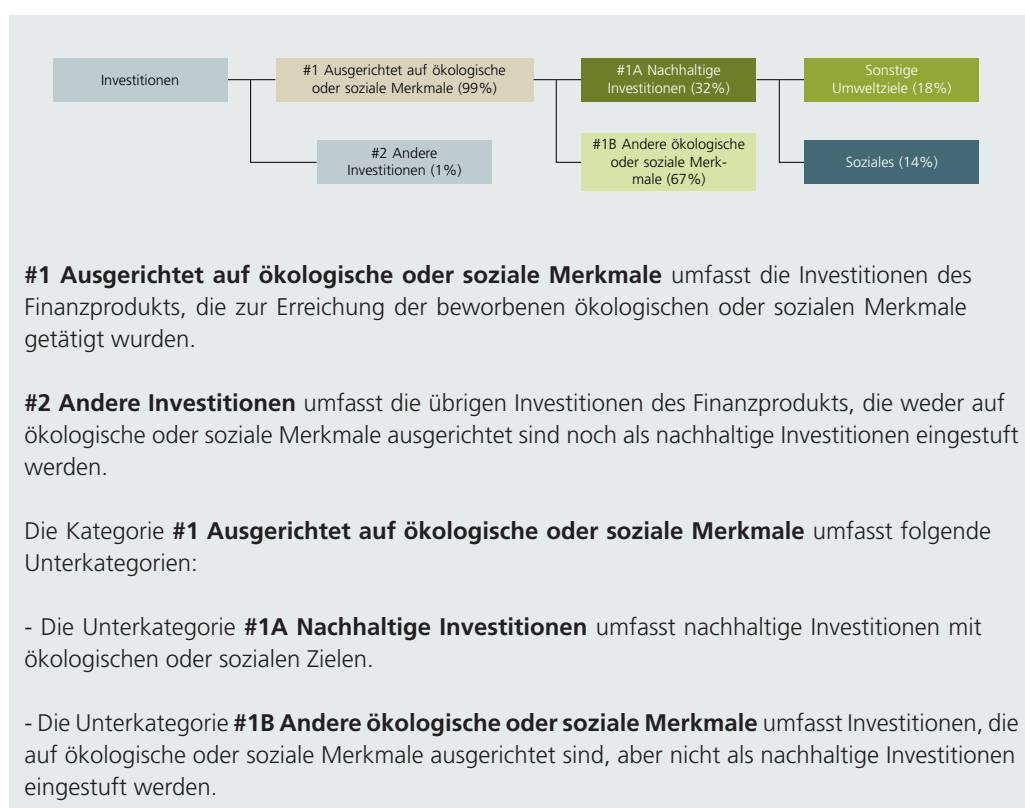 Investitionen
#1 Ausgerichtet auf ökologische
oder soziale Merkmale (99%)
#1A Nachhaltige
Investitionen (32%)
Sonstige
Umweltziele (18%)
#2 Andere
Investitionen (1%)
#1B Andere ökologische
oder soziale Merk-
male (67%)
Soziales (14%)
#1 Ausgerichtet auf ökologische oder soziale Merkmale umfasst die Investitionen des
Finanzprodukts, die zur Erreichung der beworbenen ökologischen oder sozialen Merkmale
getätigt wurden.
#2 Andere Investitionen umfasst die übrigen Investitionen des Finanzprodukts, die weder auf
ökologische oder soziale Merkmale ausgerichtet sind noch als nachhaltige Investitionen eingestuft
werden.
Die Kategorie #1 Ausgerichtet auf ökologische oder soziale Merkmale umfasst folgende
Unterkategorien:
- Die Unterkategorie #1A Nachhaltige Investitionen umfasst nachhaltige Investitionen mit
ökologischen oder sozialen Zielen.
- Die Unterkategorie #1B Andere ökologische oder soziale Merkmale umfasst Investitionen, die
auf ökologische oder soziale Merkmale ausgerichtet sind, aber nicht als nachhaltige Investitionen
eingestuft werden.